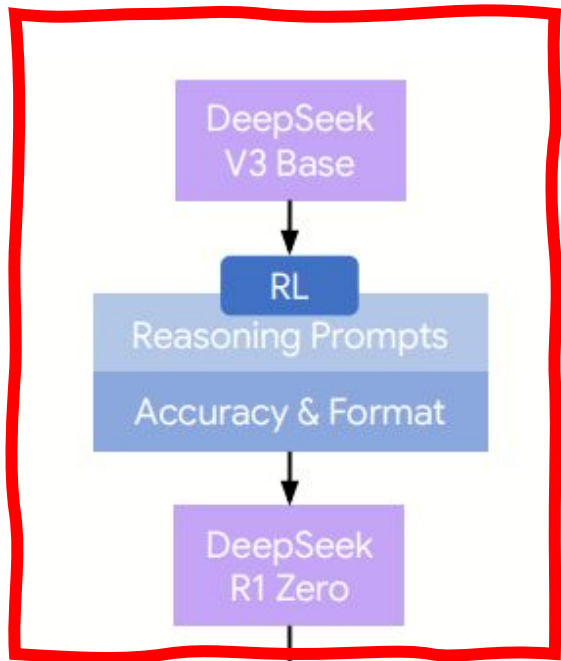 DeepSeek
V3 Base
RL
Reasoning Prompts
Accuracy & Format
DeepSeek
R1 Zero